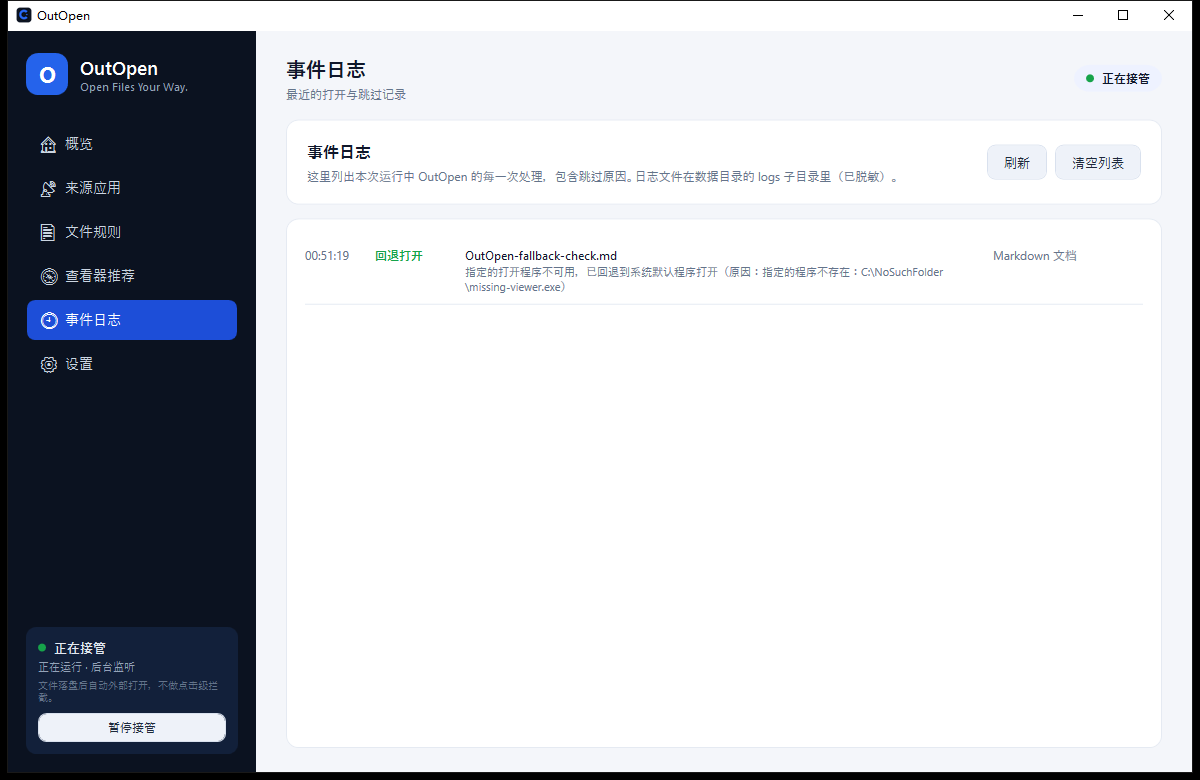 OutOpen
O
OutOpen
Open Files Your Way.
概览
来源应用
文件规则
查看器推荐
事件日志
设置
正在接管
正在运行 · 后台监听
文件落盘后自动外部打开，不做点击级拦
截。
暂停接管
事件日志
最近的打开与跳过记录
正在接管
事件日志
这里列出本次运行中 OutOpen 的每一次处理，包含跳过原因。日志文件在数据目录的 logs 子目录里（已脱敏）。
刷新
清空列表
00:51:19
回退打开
OutOpen-fallback-check.md
指定的打开程序不可用，已回退到系统默认程序打开（原因：指定的程序不存在：C:\NoSuchFolder
\missing-viewer.exe）
Markdown 文档